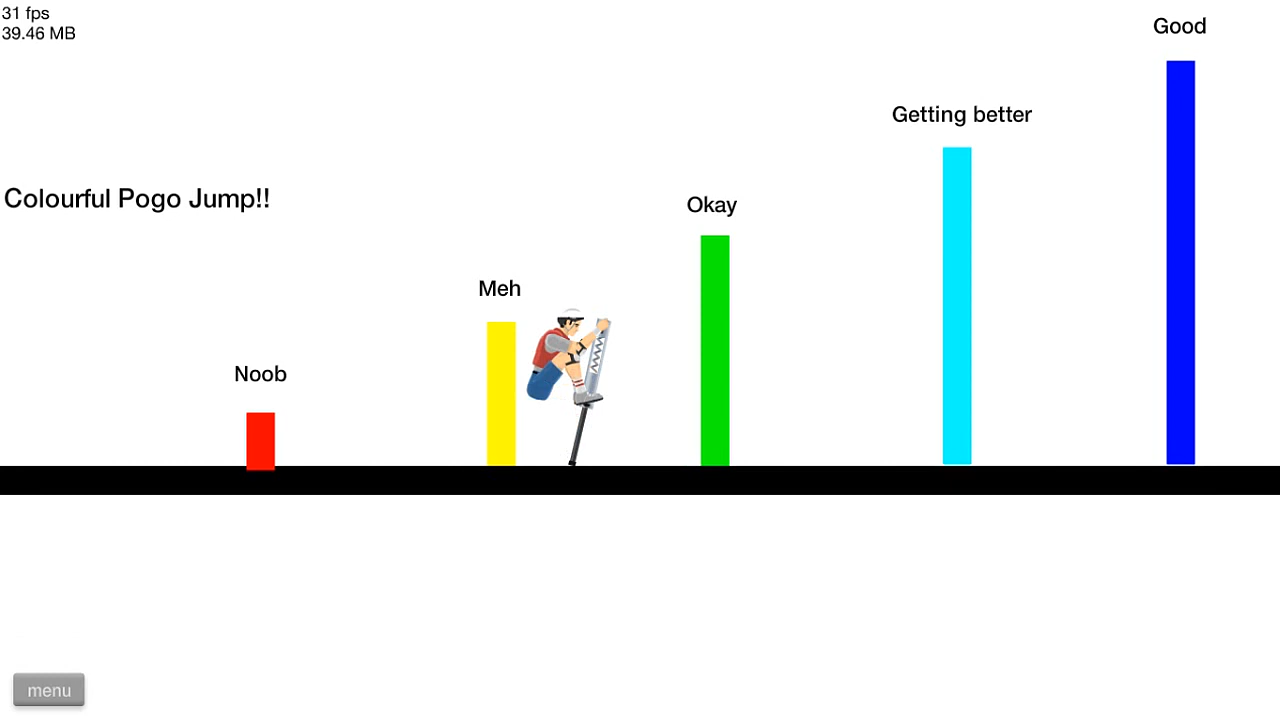 31 fps
39.46 MB
Good
Getting better
Colourful Pogo Jump!!
Okay
Meh
Noob
menu